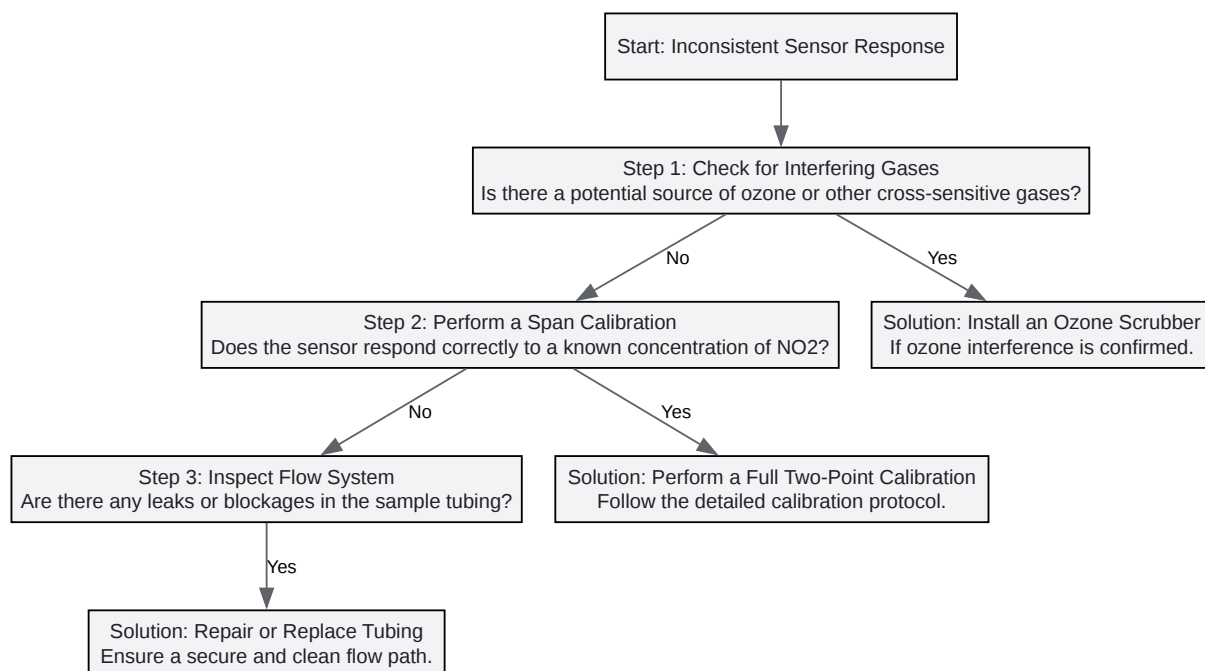 Start: Inconsistent Sensor Response
Step 1: Check for Interfering Gases
Is there a potential source of ozone or other cross-sensitive gases?
No
Yes
Step 2: Perform a Span Calibration
Does the sensor respond correctly to a known concentration of NO2?
Solution: Install an Ozone Scrubber
If ozone interference is confirmed.
No
Yes
Step 3: Inspect Flow System
Are there any leaks or blockages in the sample tubing?
Solution: Perform a Full Two-Point Calibration
Follow the detailed calibration protocol.
Yes
Solution: Repair or Replace Tubing
Ensure a secure and clean flow path.